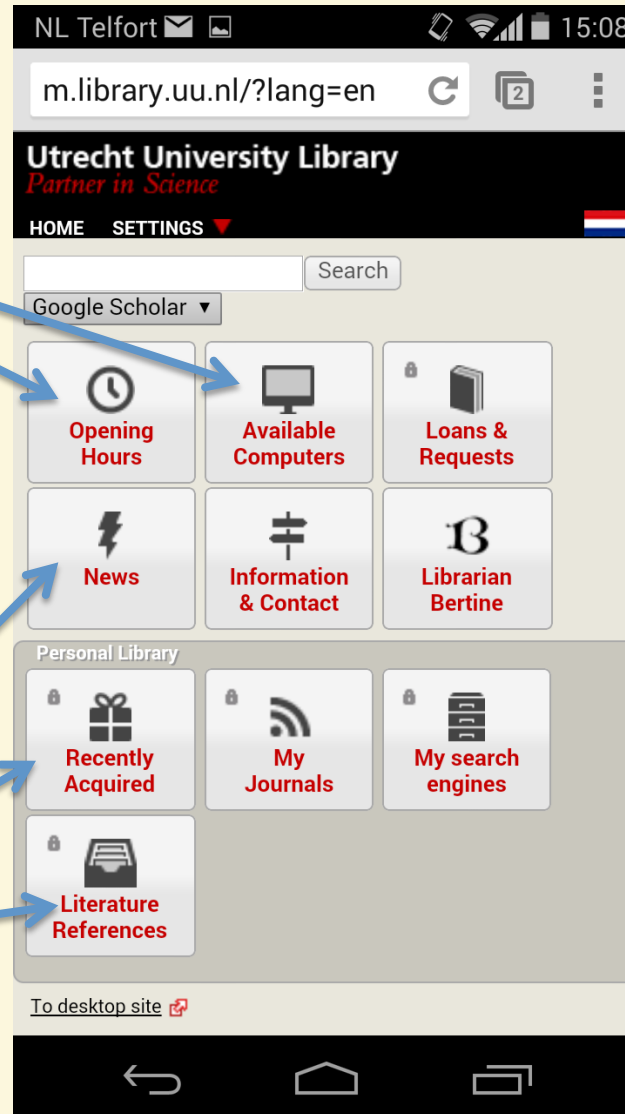 NL Telfort 15:08
m.library.uu.nl/?lang=en 2
Utrecht University Library
Partner in Science
HOME SETTINGS
Search
Google Scholar
Opening
Hours
Available
Computers
Loans &
Requests
News
Information
& Contact
B
Librarian
Bertine
Personal Library
Recently
Acquired
My
Journals
My search
engines
Literature
References
To desktop site